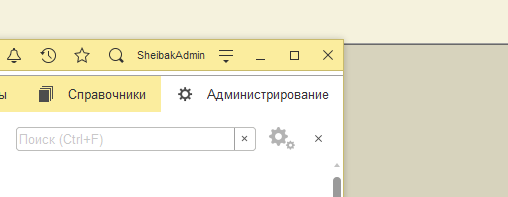 SheibakAdmin
ы Справочники Администрирование
Поиск (Ctrl+F)